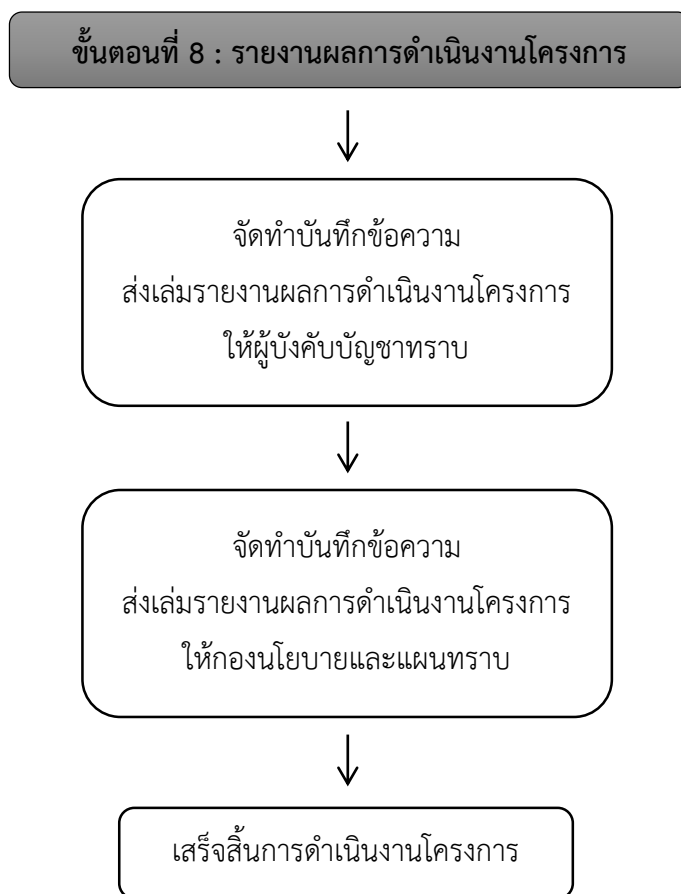 ขั้นตอนที่ 8 : รายงานผลการดำเนินงานโครงการ
จัดทำบันทึกข้อความ
ส่งเล่มรายงานผลการดำเนินงานโครงการ
ให้ผู้บังคับบัญชาทราบ
จัดทำบันทึกข้อความ
ส่งเล่มรายงานผลการดำเนินงานโครงการ
ให้กองนโยบายและแผนทราบ
เสร็จสิ้นการดำเนินงานโครงการ